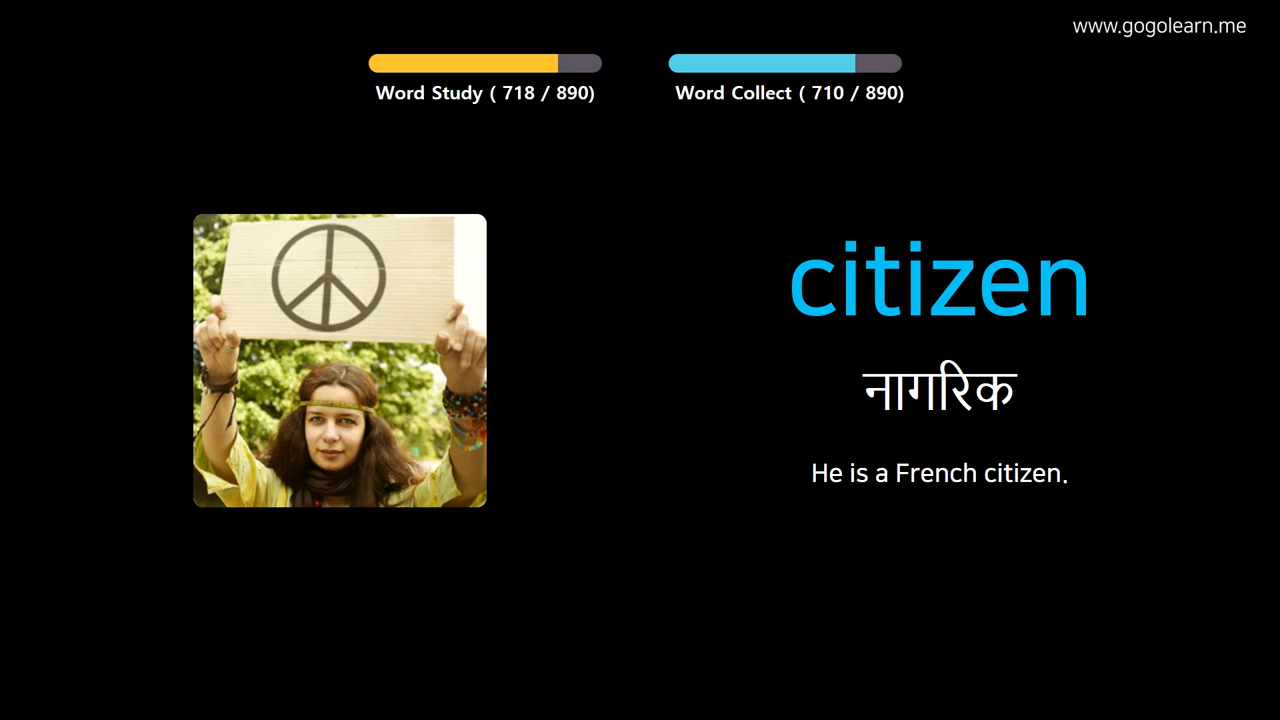 www.gogolearn.me
Word Study ( 718 / 890)
Word Collect ( 710 / 890)
citizen
नागरिक
He is a French citizen.